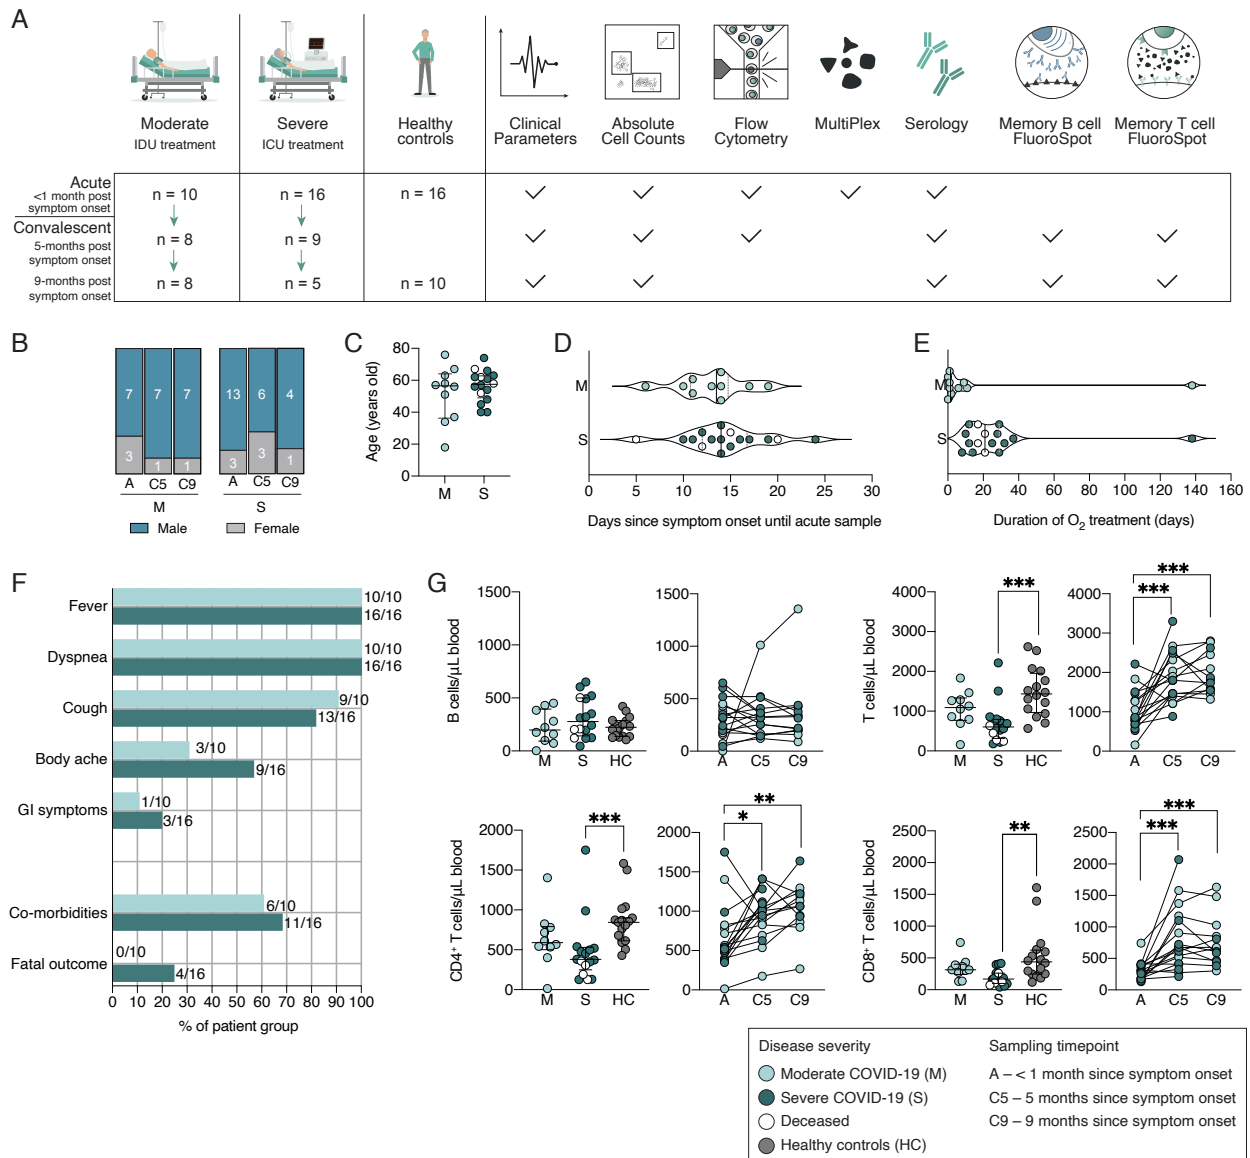 A
Moderate
IDU treatment
Severe
ICU treatment
Healthy
controls
Clinical
Parameters
Absolute
Cell Counts
Flow
Cytometry
MultiPlex
Serology
Memory B cell
FluoroSpot
Memory T cell
FluoroSpot
Acute
<1 month post
symptom onset
n = 10
n = 16
n = 16
Convalescent
5-months post
symptom onset
n = 8
n = 9
9-months post
symptom onset
n = 8
n = 5
n = 10
B
7 7 7 13 6 4
3 1 1 3 3 1
A C5 C9 A C5 C9
M S
Male Female
C
Age (years old)
80
60
40
20
0
M S
D
M
S
0 5 10 15 20 25 30
Days since symptom onset until acute sample
E
M
S
0 20 40 60 80 100 120 140 160
Duration of O2 treatment (days)
F
Fever
10/10
16/16
Dyspnea
10/10
16/16
Cough
9/10
13/16
Body ache
3/10
9/16
GI symptoms
1/10
3/16
Co-morbidities
6/10
11/16
Fatal outcome
0/10
4/16
0 10 20 30 40 50 60 70 80 90 100
% of patient group
G
B cells/µL blood
1500
1000
500
0
M S HC
1500
1000
500
0
A C5 C9
T cells/µL blood
4000
3000
2000
1000
0
***
M S HC
4000
3000
2000
1000
0
***
***
A C5 C9
CD4+ T cells/µL blood
2000
1500
1000
500
0
***
M S HC
2000
1500
1000
500
0
**
*
A C5 C9
CD8+ T cells/µL blood
2500
2000
1500
1000
500
0
**
M S HC
2500
2000
1500
1000
500
0
***
***
A C5 C9
Disease severity
Moderate COVID-19 (M)
Severe COVID-19 (S)
Deceased
Healthy controls (HC)
Sampling timepoint
A – < 1 month since symptom onset
C5 – 5 months since symptom onset
C9 – 9 months since symptom onset